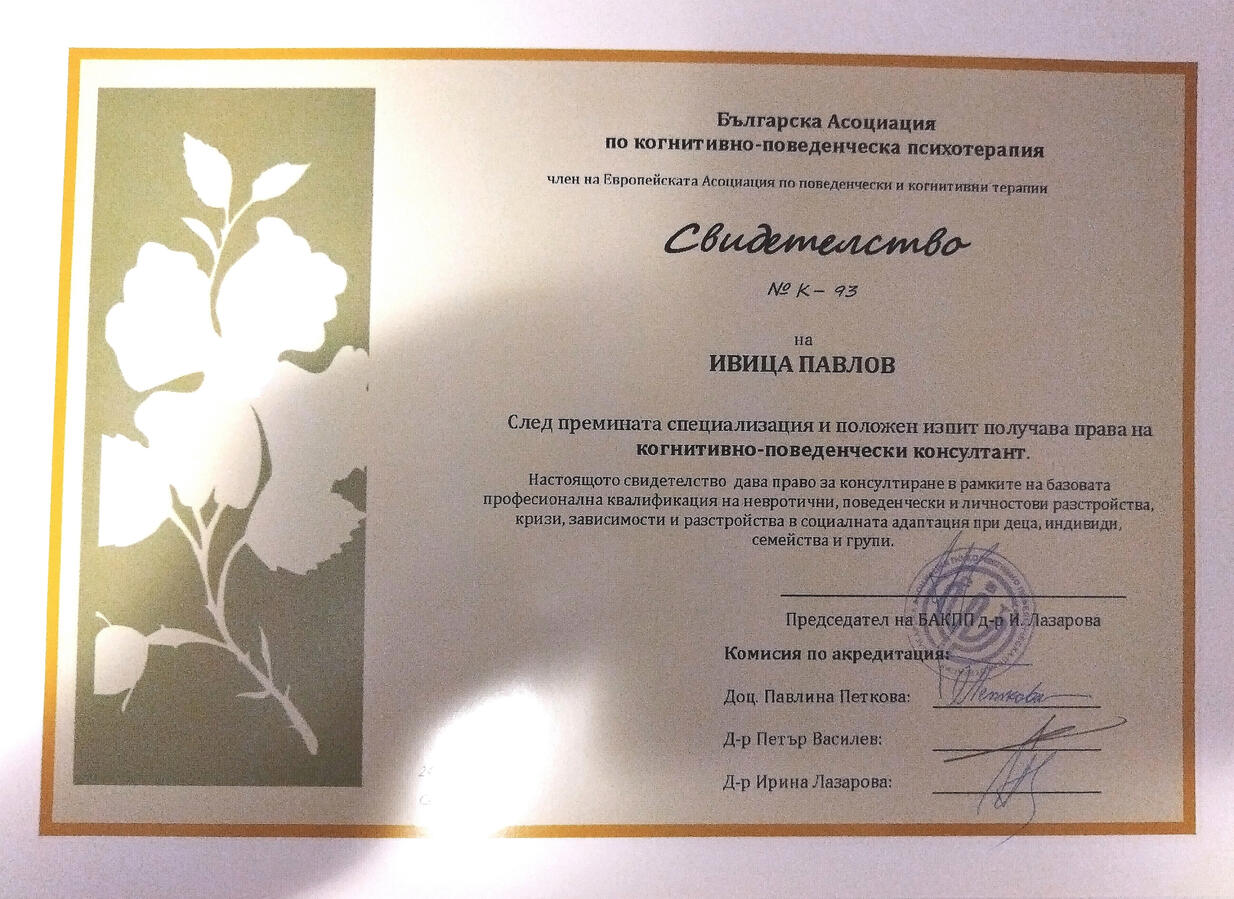 Българска Асоциация
по когнитивно-поведенческа психотерапия
член на Европейската Асоциация по поведенчески и когнитивни терапии
Свидетелство
№ К – 93
на
ИВИЦА ПАВЛОВ
След премината специализация и положен изпит получава права на
когнитивно-поведенчески консултант.
Настоящото свидетелство дава право за консултиране в рамките на базовата
професионална квалификация на невротични, поведенчески и личностови разстройства,
кризи, зависимости и разстройства в социалната адаптация при деца, индивиди,
семейства и групи.
Председател на БАКПП д-р И. Лазарова
Комисия по акредитация:
Доц. Павлина Петкова:
Д-р Петър Василев:
Д-р Ирина Лазарова: